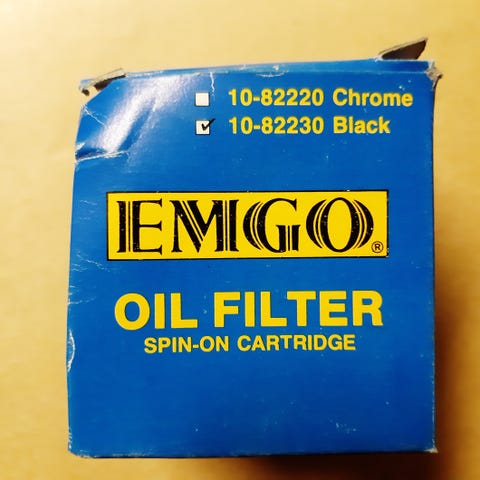 10-82220 Chrome
10-82230 Black
EMGO®
OIL FILTER
SPIN-ON CARTRIDGE